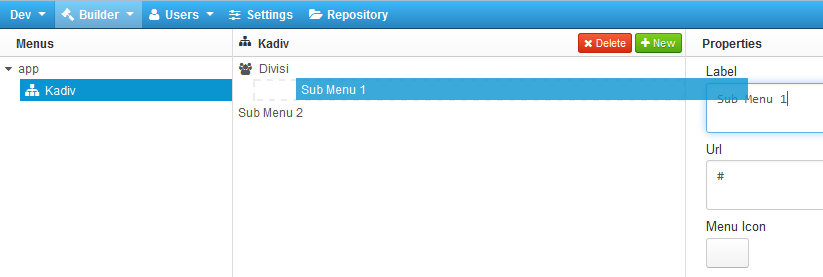 Dev Builder Users Settings Repository
Menus
app
Kadiv
Kadiv Delete New
Divisi
Sub Menu 1
Sub Menu 2
Properties
Label
Sub Menu 1
Url
#
Menu Icon